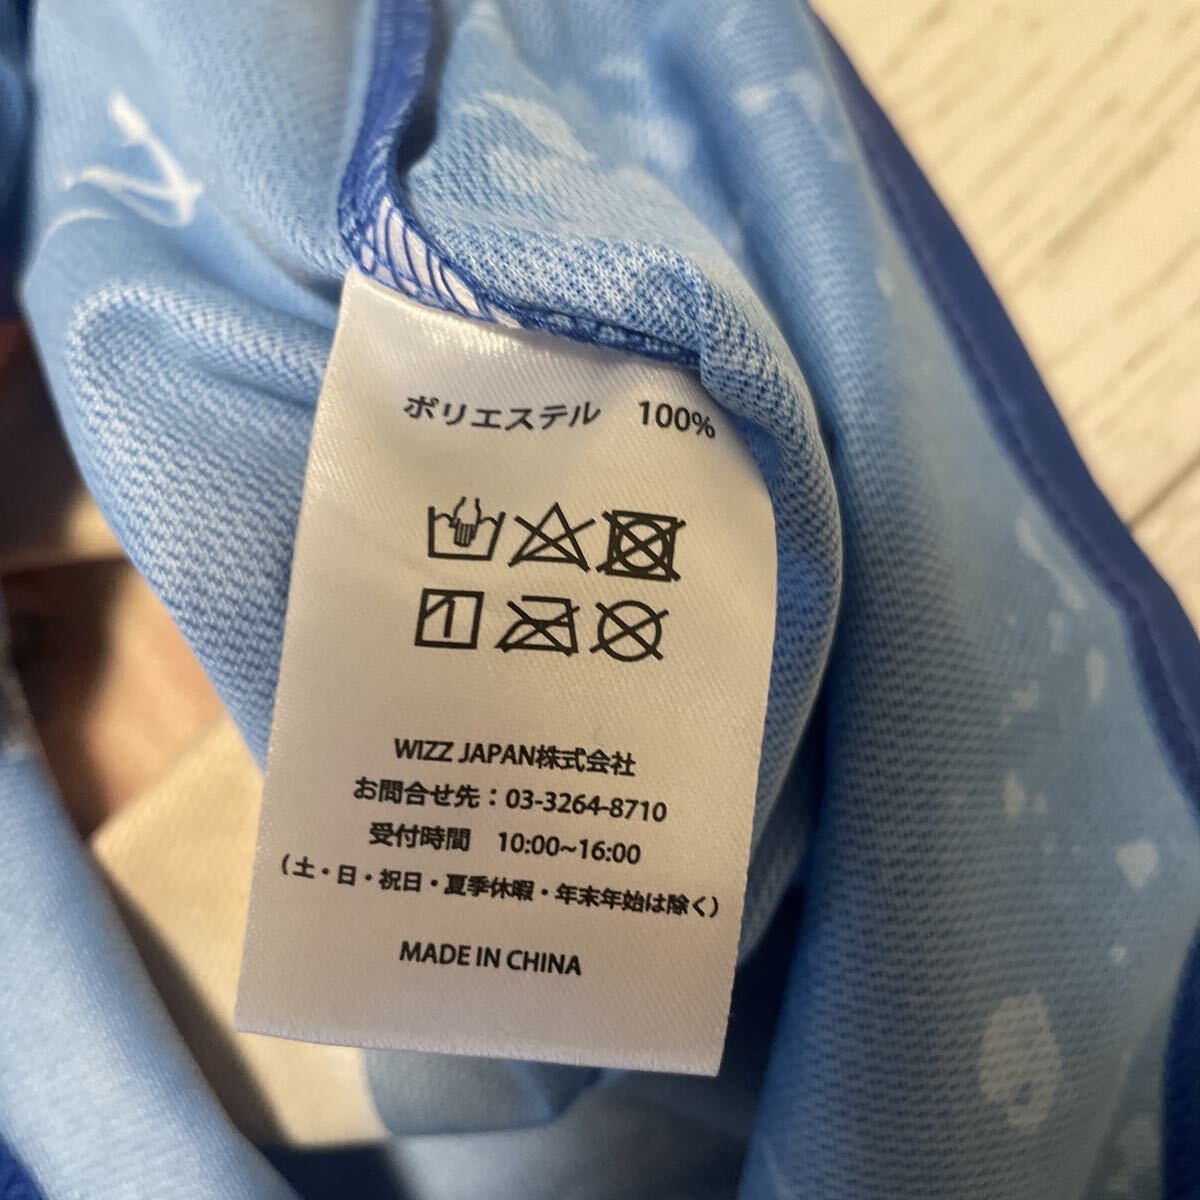 ポリエステル 100%
WIZZ JAPAN株式会社
お問合せ先：03-3264-8710
受付時間 10:00~16:00
（土・日・祝日・夏季休暇・年末年始は除く）
MADE IN CHINA